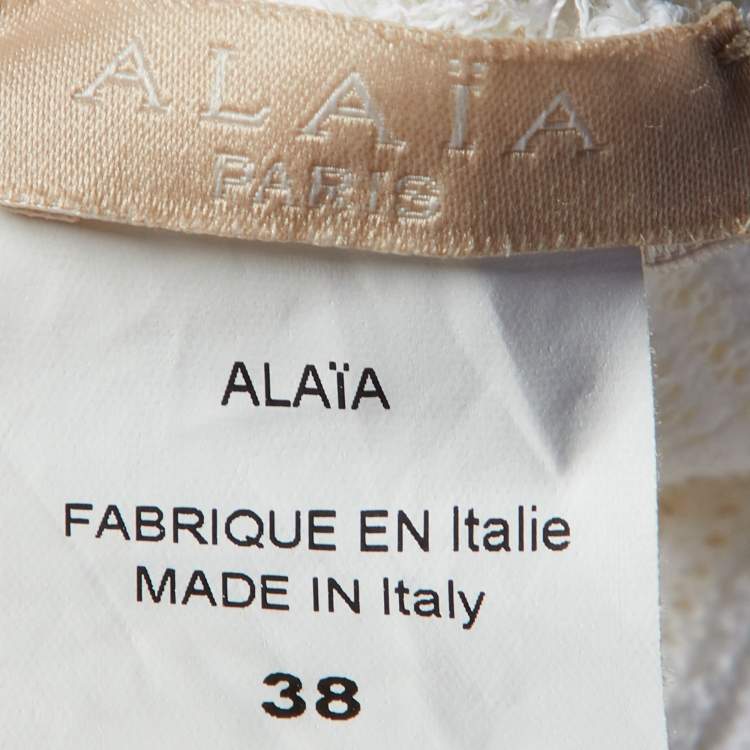 ALAÏA
PARIS
ALAïA
FABRIQUE EN Italie
MADE IN Italy
38